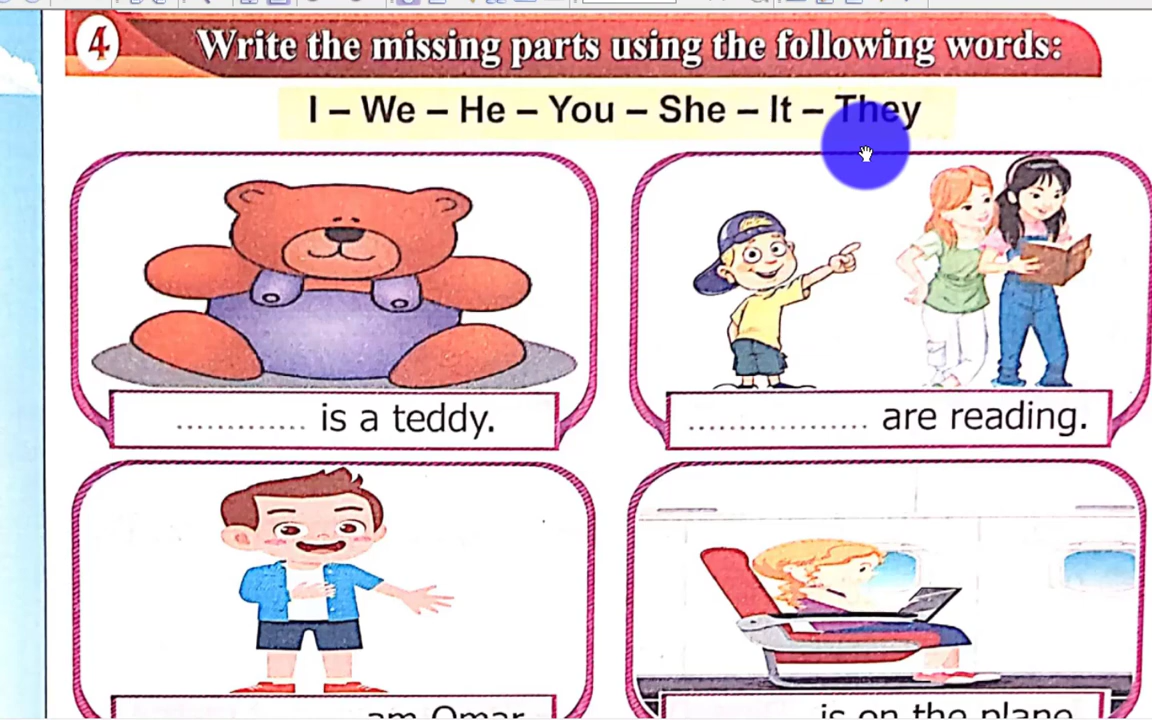 4 Write the missing parts using the following words:
I – We – He – You – She – It – They
............. is a teddy.
.................. are reading.
am Omar
is on the plane